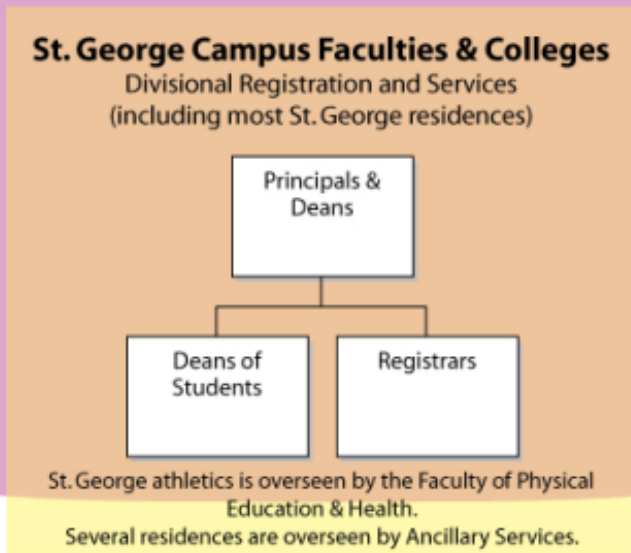 St. George Campus Faculties & Colleges
Divisional Registration and Services
(including most St. George residences)
Principals &
Deans
Deans of
Students
Registrars
St. George athletics is overseen by the Faculty of Physical
Education & Health.
Several residences are overseen by Ancillary Services.